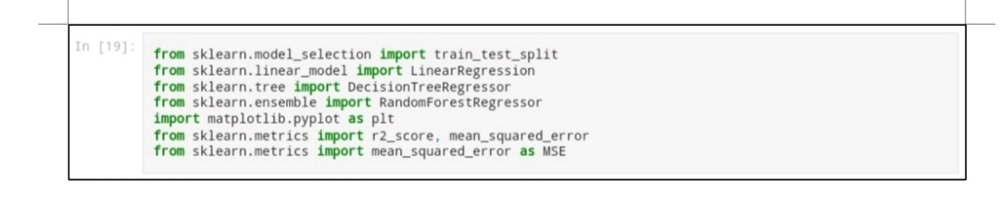 In [19]:
from sklearn.model_selection import train_test_split
from sklearn.linear_model import LinearRegression
from sklearn.tree import DecisionTreeRegressor
from sklearn.ensemble import RandomForestRegressor
import matplotlib.pyplot as plt
from sklearn.metrics import r2_score, mean_squared_error
from sklearn.metrics import mean_squared_error as MSE